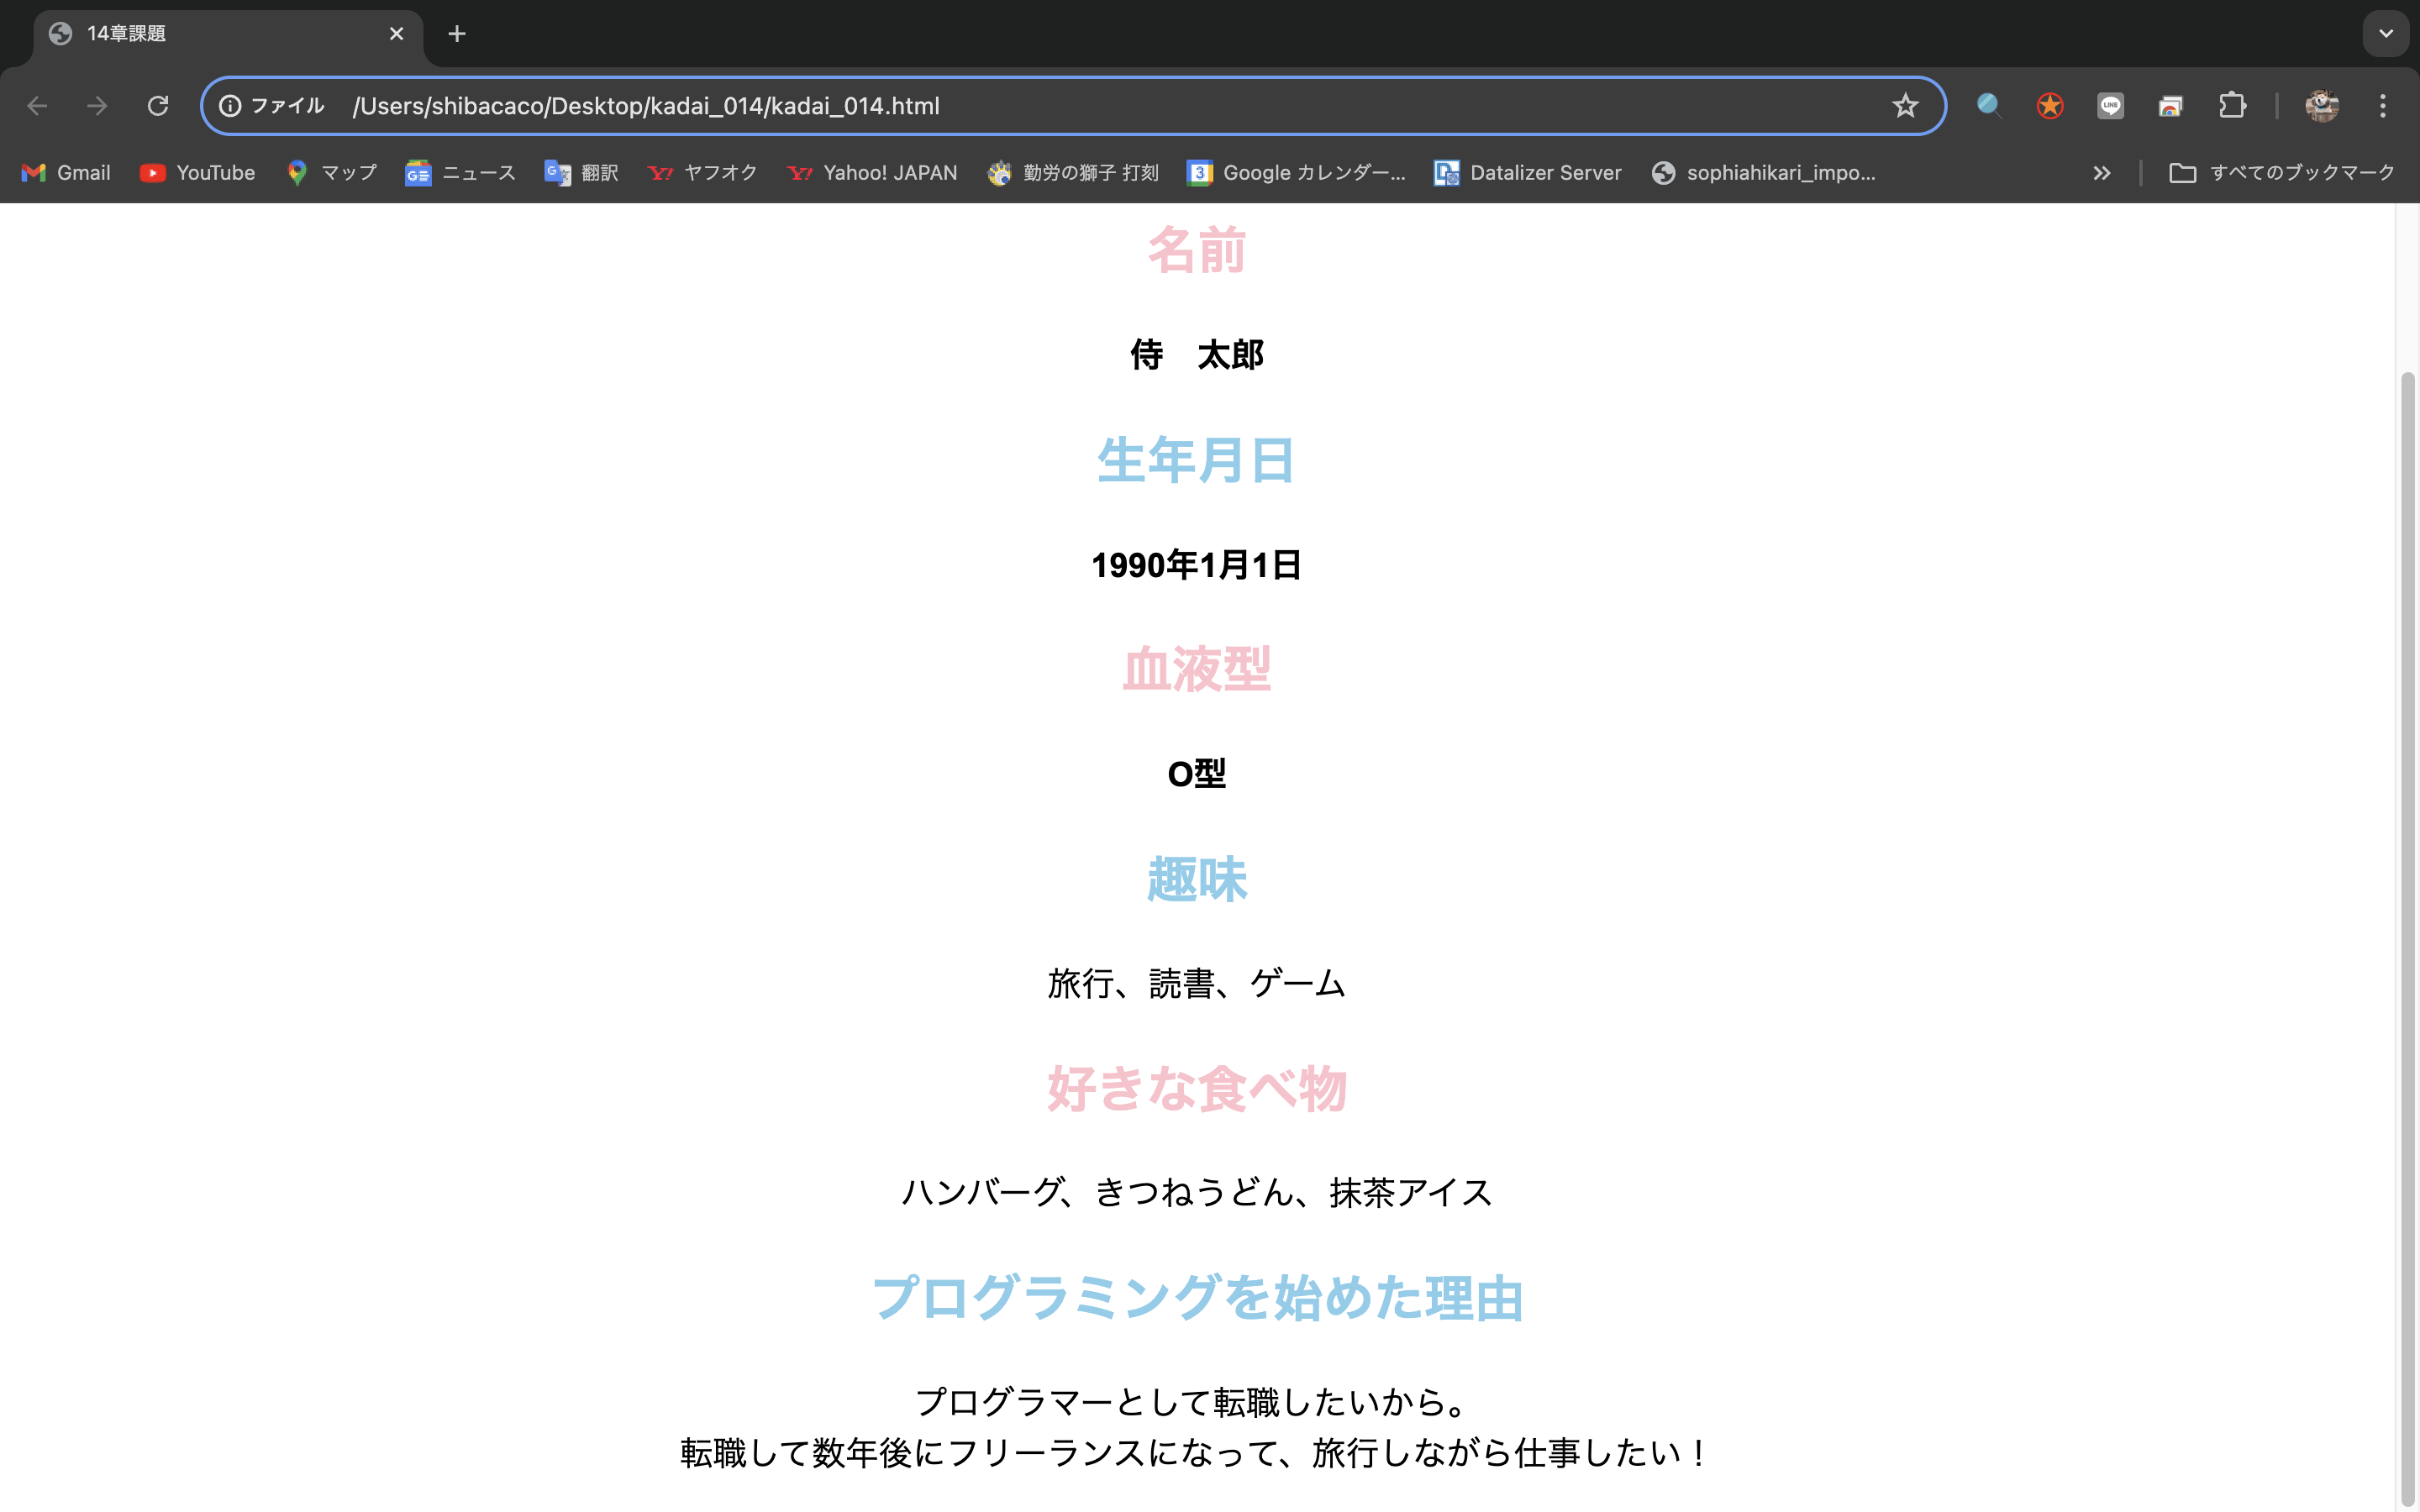 14章課題
ファイル /Users/shibacaco/Desktop/kadai_014/kadai_014.html
Gmail YouTube マップ ニュース 翻訳 ヤフオク Yahoo! JAPAN 勤労の獅子 打刻 Google カレンダー... Datalizer Server sophiahikari_impo... すべてのブックマーク
名前
侍　太郎
生年月日
1990年1月1日
血液型
O型
趣味
旅行、読書、ゲーム
好きな食べ物
ハンバーグ、きつねうどん、抹茶アイス
プログラミングを始めた理由
プログラマーとして転職したいから。
転職して数年後にフリーランスになって、旅行しながら仕事したい！